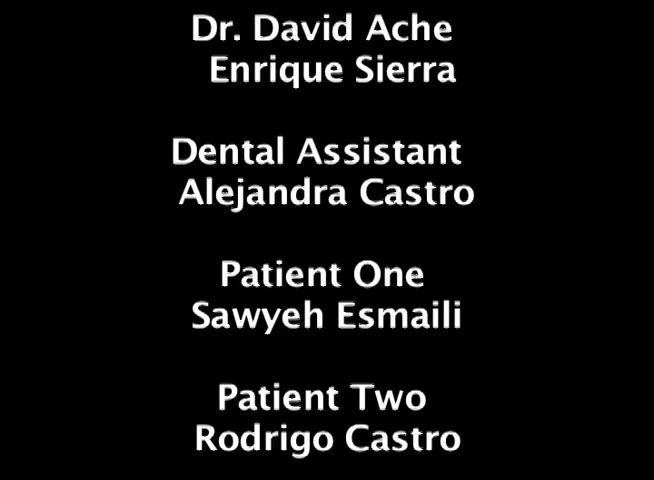 Dr. David Ache
Enrique Sierra
Dental Assistant
Alejandra Castro
Patient One
Sawyeh Esmaili
Patient Two
Rodrigo Castro